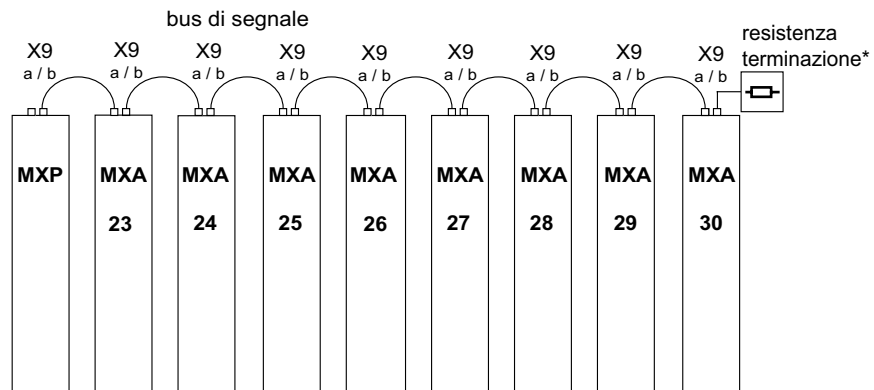 bus di segnale
resistenza
terminazione*
X9 X9 X9 X9 X9 X9 X9 X9 X9
a / b a / b a / b a / b a / b a / b a / b a / b a / b
MXP MXA MXA MXA MXA MXA MXA MXA MXA
23 24 25 26 27 28 29 30